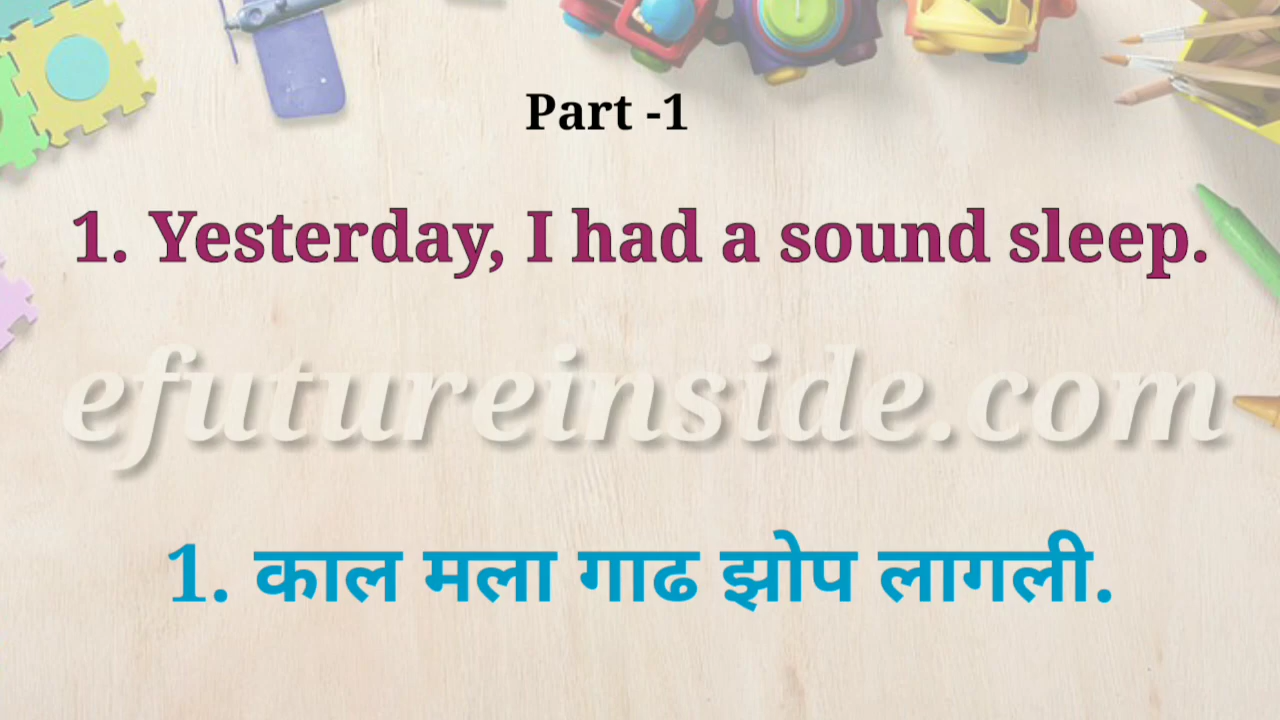 Part -1
1. Yesterday, I had a sound sleep.
efutureinside.com
1. काल मला गाढ झोप लागली.